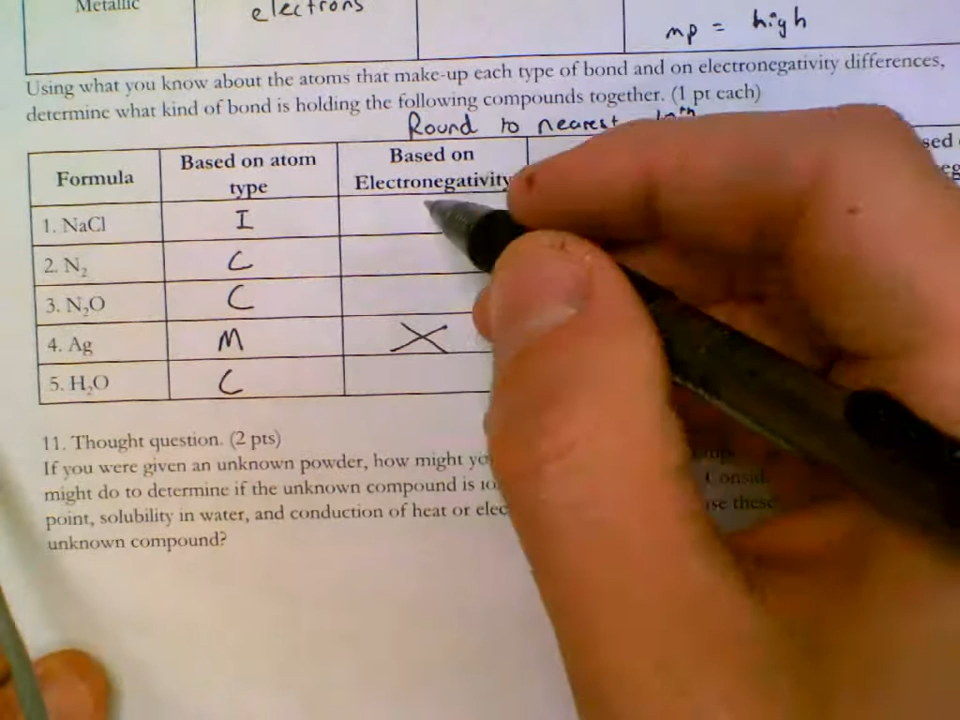 Metallic
electrons
mp = high
Using what you know about the atoms that make-up each type of bond and on electronegativity differences,
determine what kind of bond is holding the following compounds together. (1 pt each)
Round to nearest
Formula
Based on atom
type
Based on
Electronegativity
1. NaCl
I
2. N₂
C
3. N₂O
C
4. Ag
M
X
5. H₂O
C
11. Thought question. (2 pts)
If you were given an unknown powder, how might
might do to determine if the unknown compound is
point, solubility in water, and conduction of heat or
unknown compound?